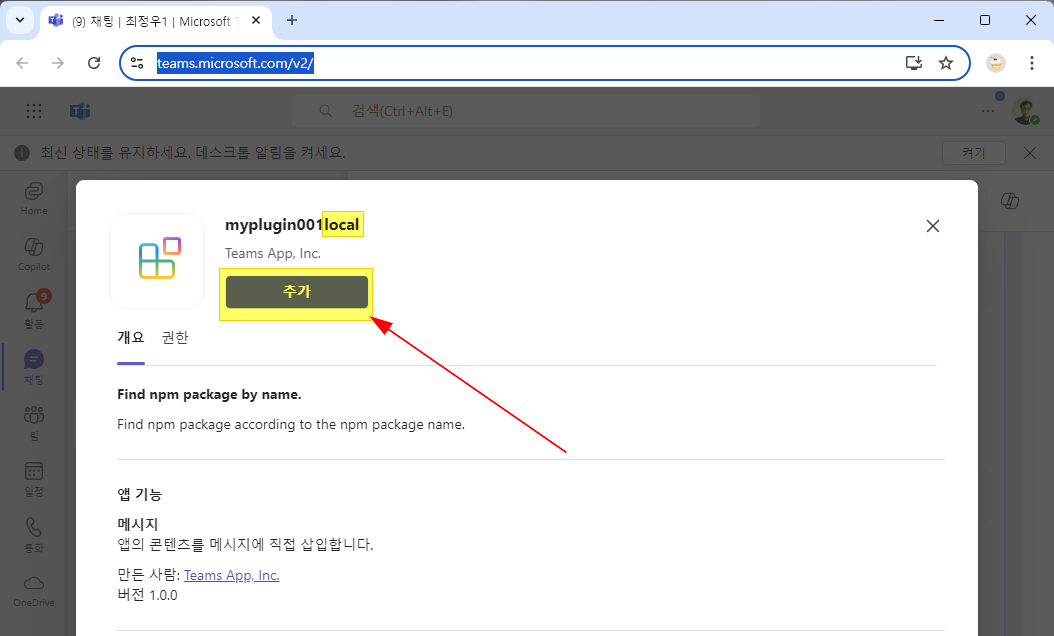 (9) 채팅 | 최정우1 | Microsoft T
teams.microsoft.com/v2/
검색(Ctrl+Alt+E)
최신 상태를 유지하세요. 데스크톱 알림을 켜세요.
켜기
Home
Copilot
9
활동
채팅
팀
일정
통화
OneDrive
myplugin001local
Teams App, Inc.
추가
개요 권한
Find npm package by name.
Find npm package according to the npm package name.
앱 기능
메시지
앱의 콘텐츠를 메시지에 직접 삽입합니다.
만든 사람: Teams App, Inc.
버전 1.0.0